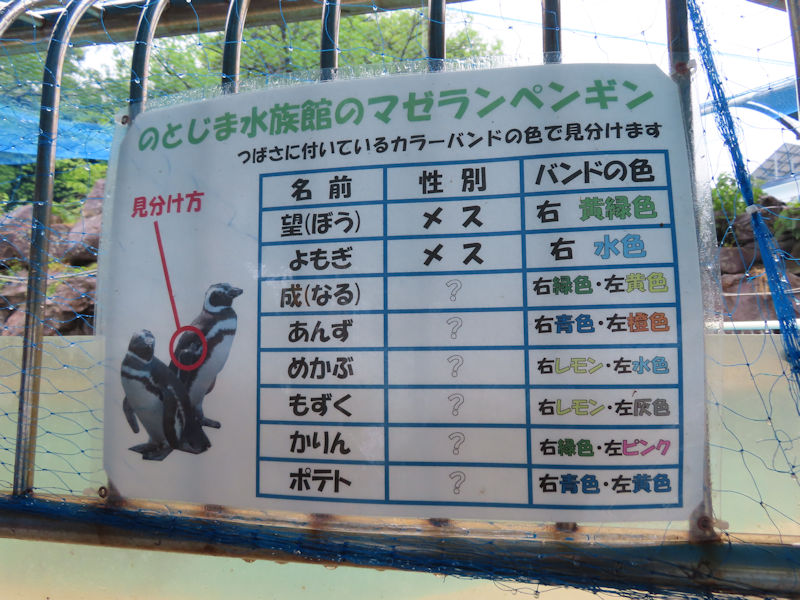 のとじま水族館のマゼランペンギン
つばさに付いているカラーバンドの色で見分けます
見分け方
名前 性別 バンドの色
望(ぼう) メス 右 黄緑色
よもぎ メス 右 水色
成(なる) ? 右緑色・左黄色
あんず ? 右青色・左橙色
めかぶ ? 右レモン・左水色
もずく ? 右レモン・左灰色
かりん ? 右緑色・左ピンク
ポテト ? 右青色・左黄色